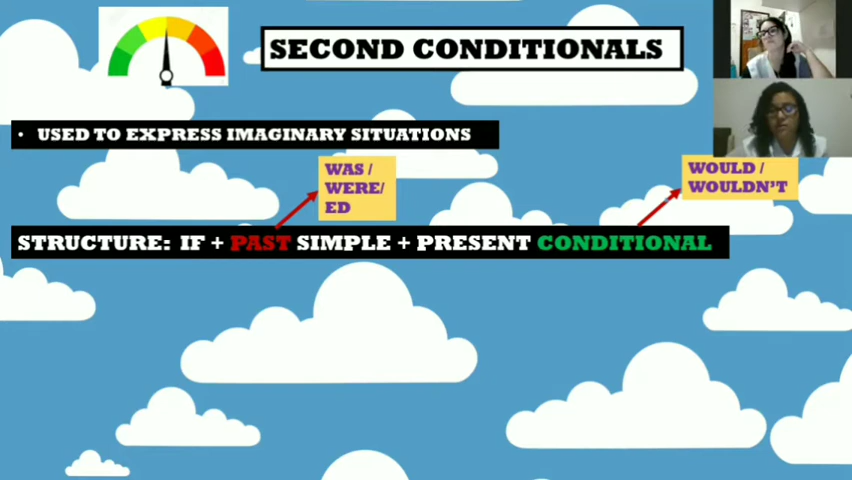 SECOND CONDITIONALS
• USED TO EXPRESS IMAGINARY SITUATIONS
WAS /
WERE/
ED
WOULD /
WOULDN'T
STRUCTURE: IF + PAST SIMPLE + PRESENT CONDITIONAL